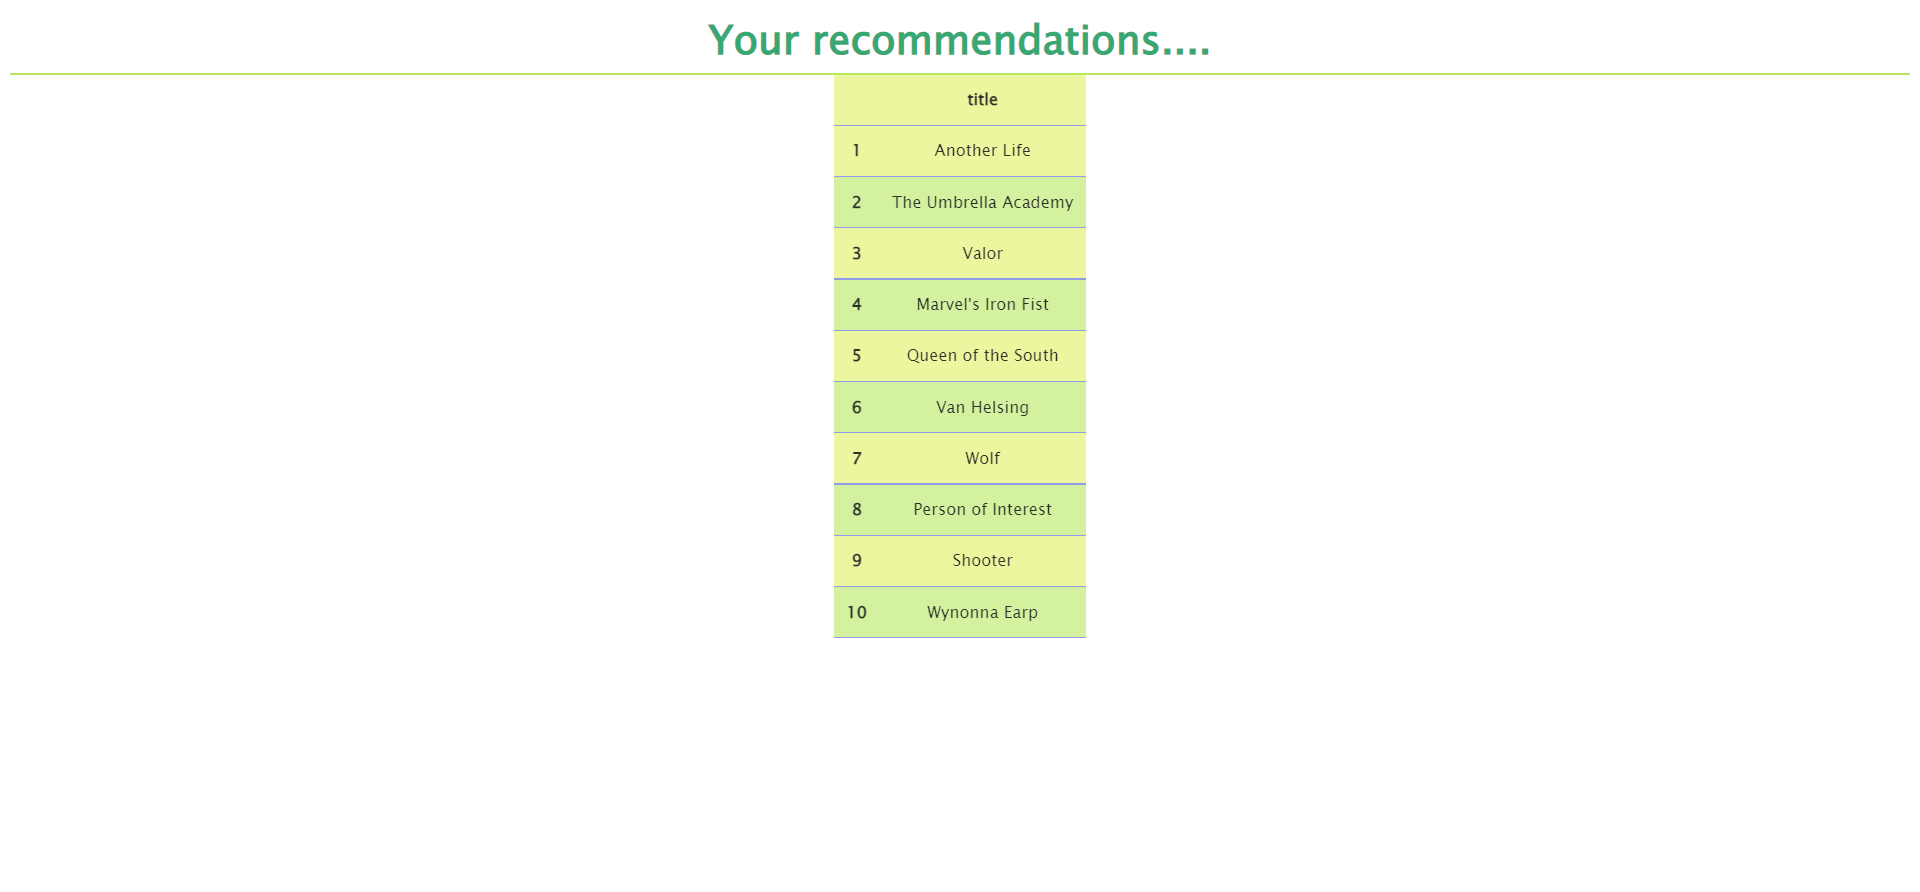 Your recommendations....
title
1 Another Life
2 The Umbrella Academy
3 Valor
4 Marvel's Iron Fist
5 Queen of the South
6 Van Helsing
7 Wolf
8 Person of Interest
9 Shooter
10 Wynonna Earp